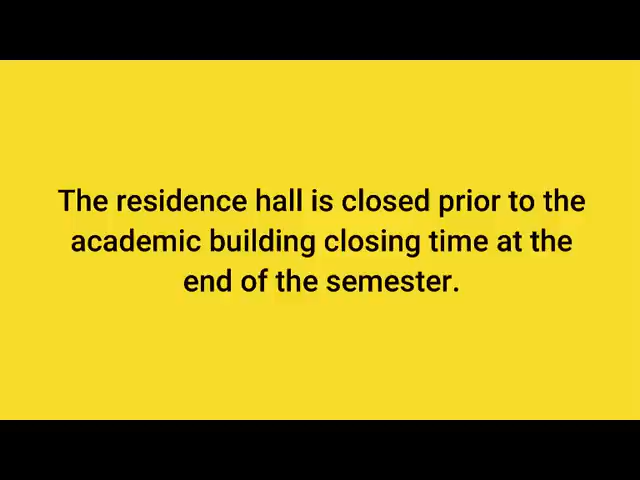 The residence hall is closed prior to the
academic building closing time at the
end of the semester.